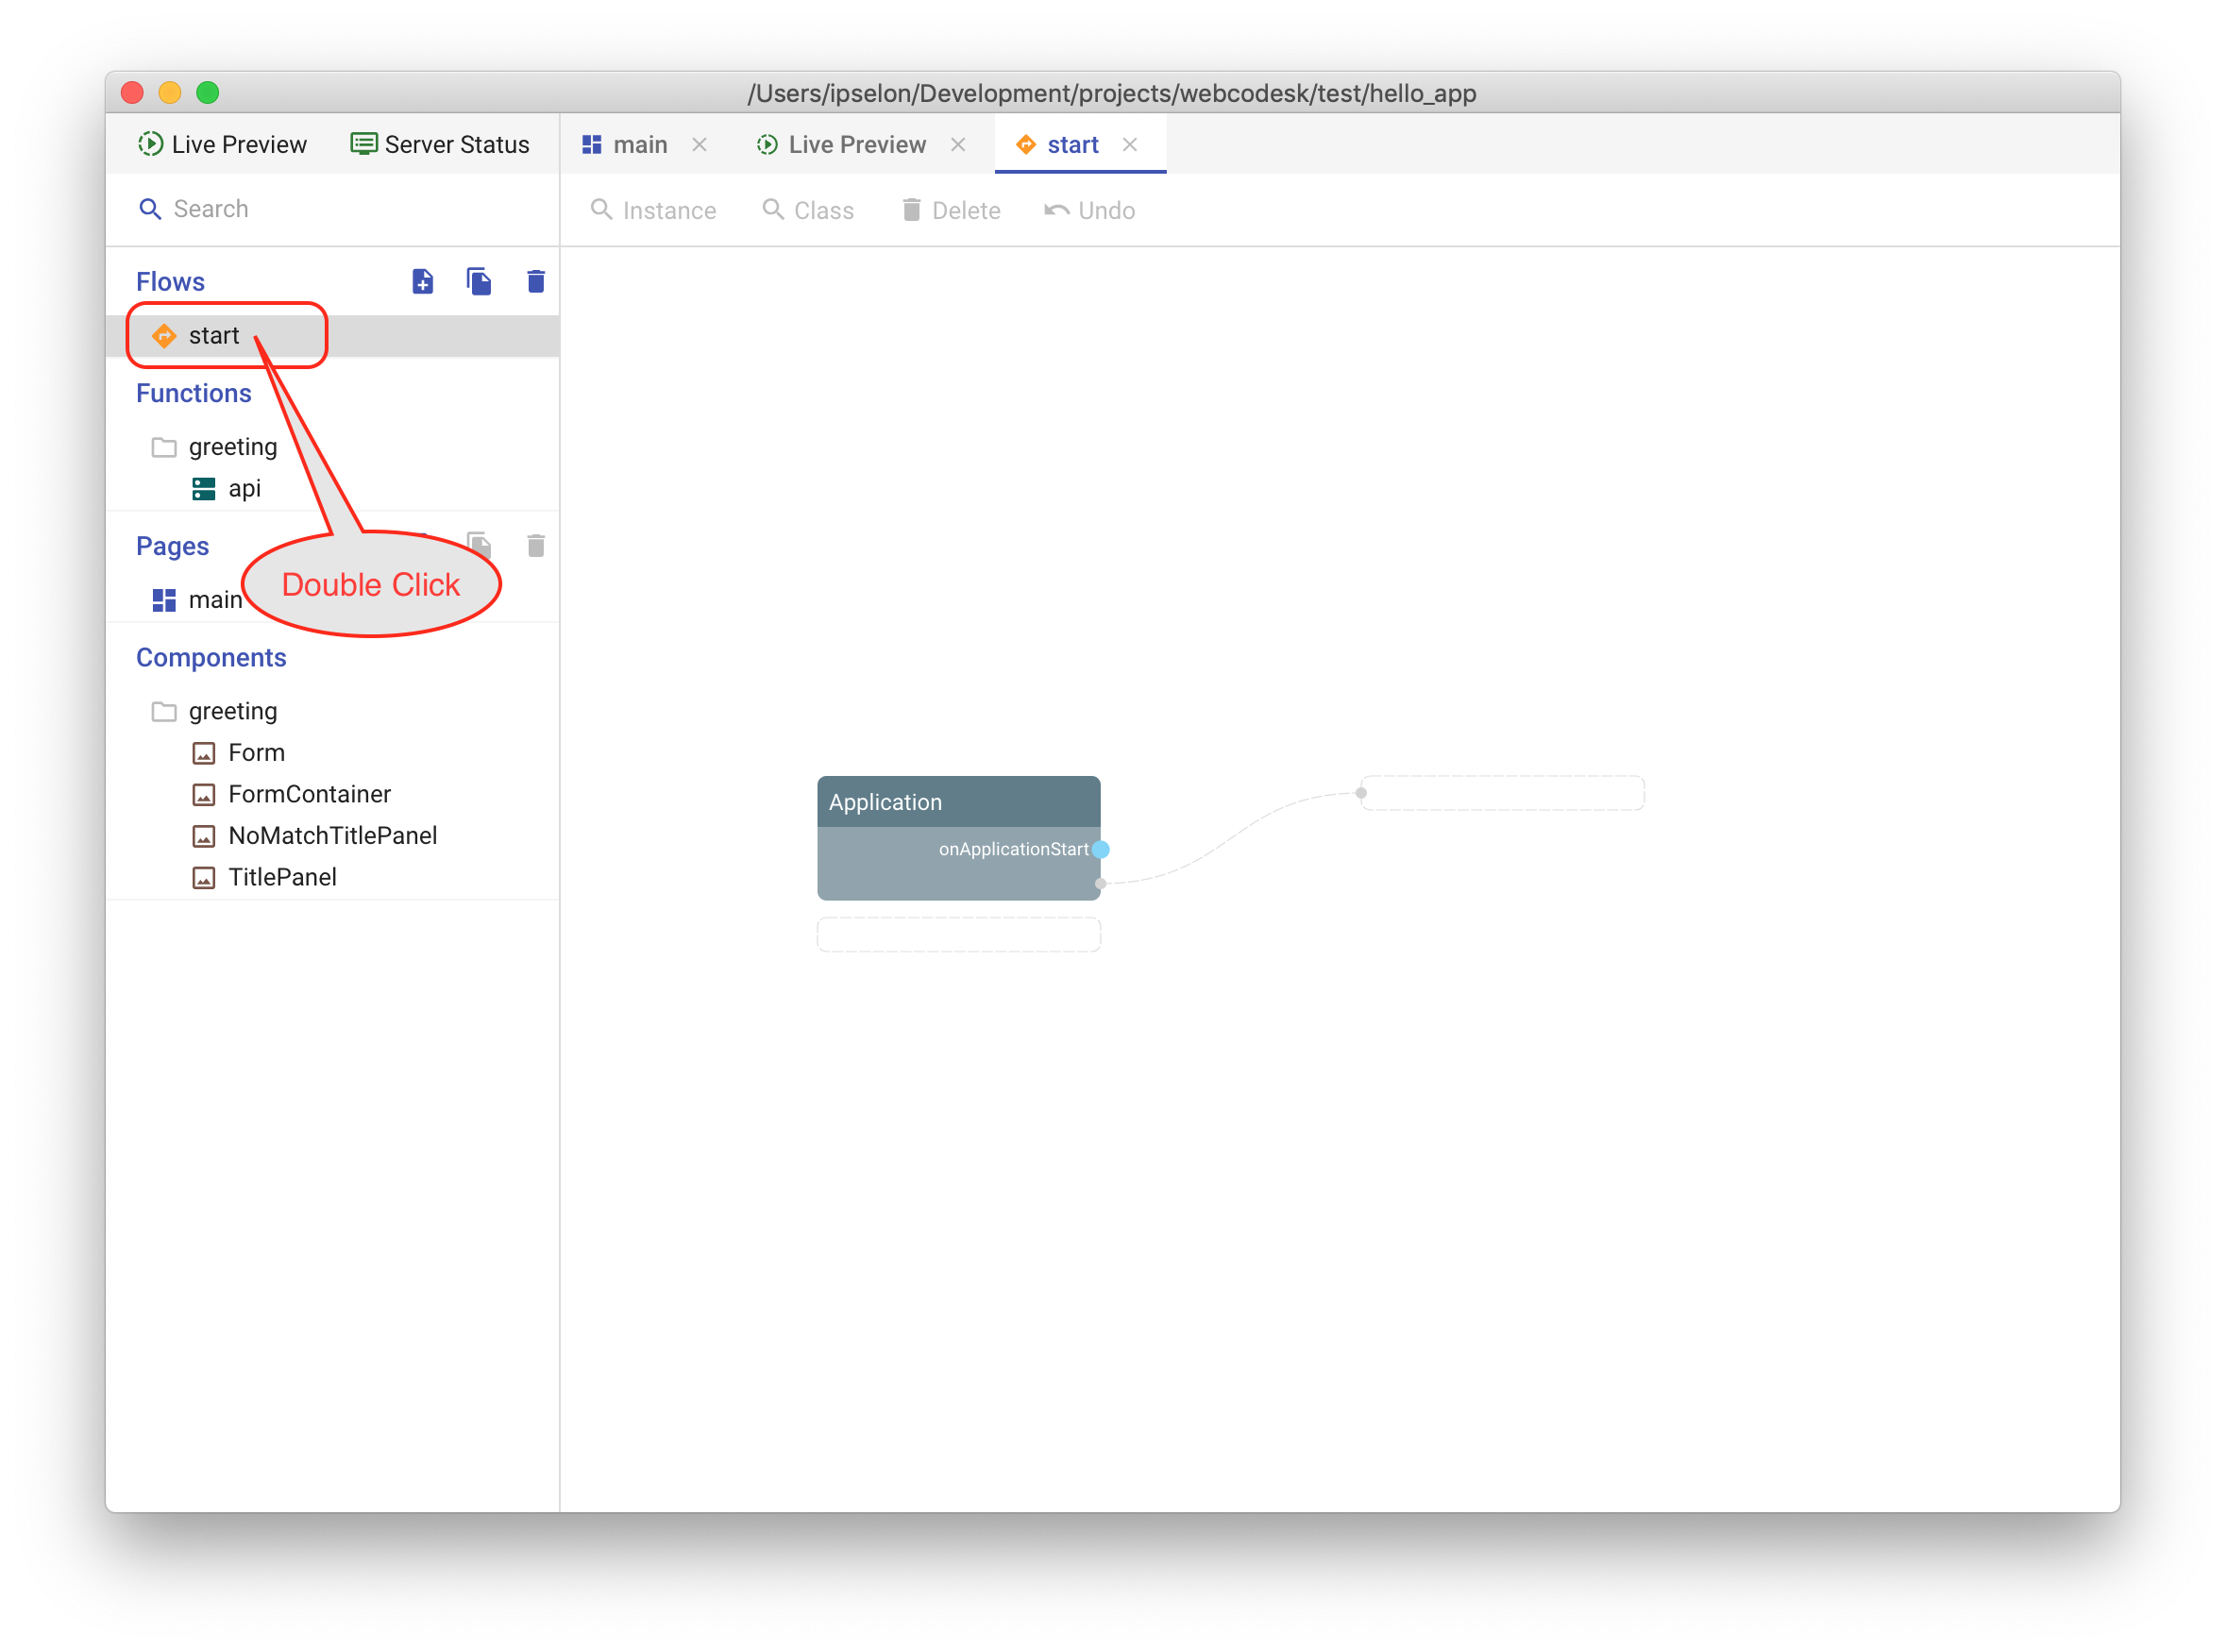 /Users/ipselon/Development/projects/webcodesk/test/hello_app
Live Preview Server Status main Live Preview start
Search Instance Class Delete Undo
Flows
start
Functions
greeting
api
Pages
Double Click
main
Components
greeting
Form
FormContainer
NoMatchTitlePanel
TitlePanel
Application
onApplicationStart